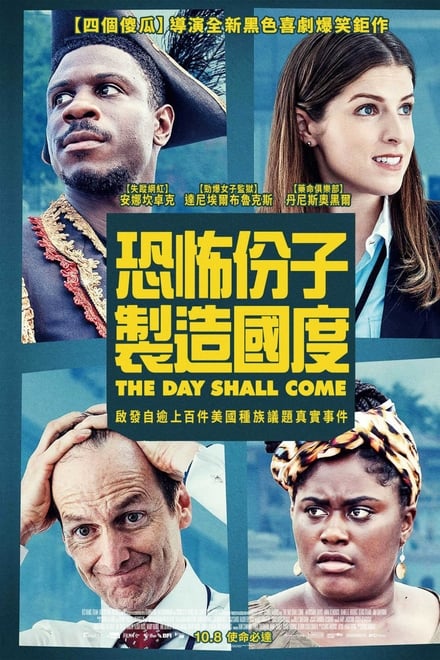 【四個傻瓜】導演全新黑色喜劇爆笑鉅作
【失蹤網紅】
安娜坎卓克
【勁爆女子監獄】
達尼埃爾布魯克斯
【藥命俱樂部】
丹尼斯奧黑爾
恐怖份子
製造國度
THE DAY SHALL COME
啟發自逾上百件美國種族議題真實事件
10.8 使命必達